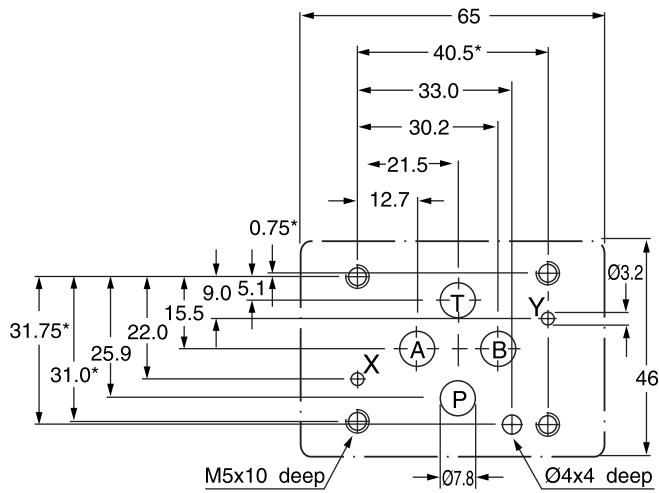 65
40.5*
33.0
30.2
21.5
12.7
0.75*
Ø3.2
9.0 5.1
T
Y
15.5
31.75*
22.0
A
B
25.9
X
46
31.0*
P
M5x10 deep
Ø7.8
Ø4x4 deep